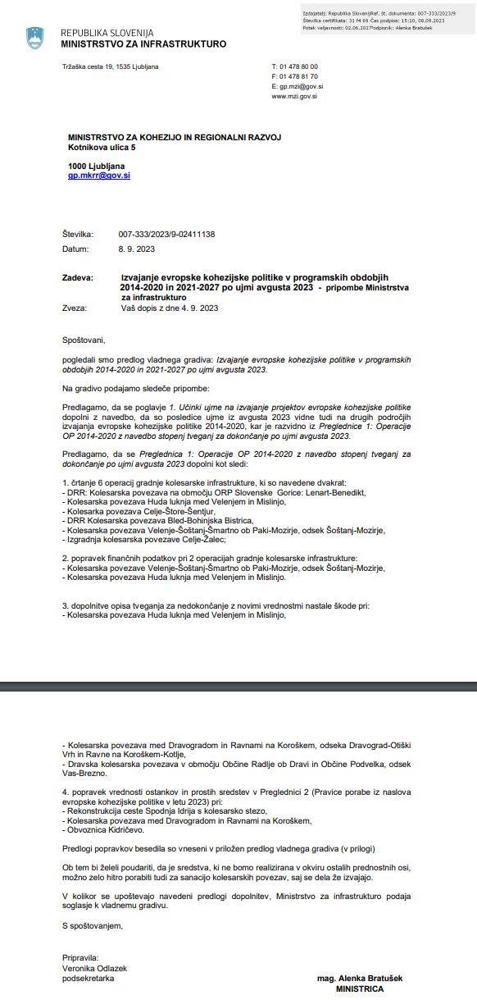 Izdajatelj: Republika SlovenijRef. št. dokumenta: 007-333/2023/9
Številka certifikata: 31 f4 69 Čas podpisa: 15:10, 08.09.2023
Potek veljavnosti: 02.06.2027Podpisnik: Alenka Bratušek
REPUBLIKA SLOVENIJA
MINISTRSTVO ZA INFRASTRUKTURO
Tržaška cesta 19, 1535 Ljubljana
T: 01 478 80 00
F: 01 478 81 70
E: gp.mzi@gov.si
www.mzi.gov.si
MINISTRSTVO ZA KOHEZIJO IN REGIONALNI RAZVOJ
Kotnikova ulica 5
1000 Ljubljana
gp.mkrr@gov.si
Številka: 007-333/2023/9-02411138
Datum: 8. 9. 2023
Zadeva: Izvajanje evropske kohezijske politike v programskih obdobjih
2014-2020 in 2021-2027 po ujmi avgusta 2023 - pripombe Ministrstva
za infrastrukturo
Zveza: Vaš dopis z dne 4. 9. 2023
Spoštovani,
pogledali smo predlog vladnega gradiva: Izvajanje evropske kohezijske politike v programskih
obdobjih 2014-2020 in 2021-2027 po ujmi avgusta 2023.
Na gradivo podajamo sledeče pripombe:
Predlagamo, da se poglavje 1. Učinki ujme na izvajanje projektov evropske kohezijske politike
dopolni z navedbo, da so posledice ujme iz avgusta 2023 vidne tudi na drugih področjih
izvajanja evropske kohezijske politike 2014-2020, kar je razvidno iz Preglednice 1: Operacije
OP 2014-2020 z navedbo stopenj tveganj za dokončanje po ujmi avgusta 2023.
Predlagamo, da se Preglednica 1: Operacije OP 2014-2020 z navedbo stopenj tveganj za
dokončanje po ujmi avgusta 2023 dopolni kot sledi:
1. črtanje 6 operacij gradnje kolesarske infrastrukture, ki so navedene dvakrat:
- DRR: Kolesarska povezava na območju ORP Slovenske Gorice: Lenart-Benedikt,
- Kolesarska povezava Huda luknja med Velenjem in Mislinjo,
- Kolesarka povezava Celje-Štore-Šentjur,
- DRR Kolesarska povezava Bled-Bohinjska Bistrica,
- Kolesarska povezava Velenje-Šoštanj-Šmartno ob Paki-Mozirje, odsek Šoštanj-Mozirje,
- Izgradnja kolesarske povezave Celje-Žalec;
2. popravek finančnih podatkov pri 2 operacijah gradnje kolesarske infrastrukture:
- Kolesarska povezave Velenje-Šoštanj-Šmartno ob Paki-Mozirje, odsek Šoštanj-Mozirje,
- Kolesarska povezava Huda luknja med Velenjem in Mislinjo.
3. dopolnitve opisa tveganja za nedokončanje z novimi vrednostmi nastale škode pri:
- Kolesarska povezava Huda luknja med Velenjem in Mislinjo,
- Kolesarska povezava med Dravogradom in Ravnami na Koroškem, odseka Dravograd-Otiški
Vrh in Ravne na Koroškem-Kotlje,
- Dravska kolesarska povezava v območju Občine Radlje ob Dravi in Občine Podvelka, odsek
Vas-Brezno.
4. popravek vrednosti ostankov in prostih sredstev v Preglednici 2 (Pravice porabe iz naslova
evropske kohezijske politike v letu 2023) pri:
- Rekonstrukcija ceste Spodnja Idrija s kolesarsko stezo,
- Kolesarska povezava med Dravogradom in Ravnami na Koroškem,
- Obvoznica Kidričevo.
Predlogi popravkov besedila so vneseni v priložen predlog vladnega gradiva (v prilogi)
Ob tem bi želeli poudariti, da je sredstva, ki ne bomo realizirana v okviru ostalih prednostnih osi,
možno zelo hitro porabiti tudi za sanacijo kolesarskih povezav, saj se dela že izvajajo.
V kolikor se upoštevajo navedeni predlogi dopolnitev, Ministrstvo za infrastrukturo podaja
soglasje k vladnemu gradivu.
S spoštovanjem,
Pripravila:
Veronika Odlazek
podsekretarka
mag. Alenka Bratušek
MINISTRICA